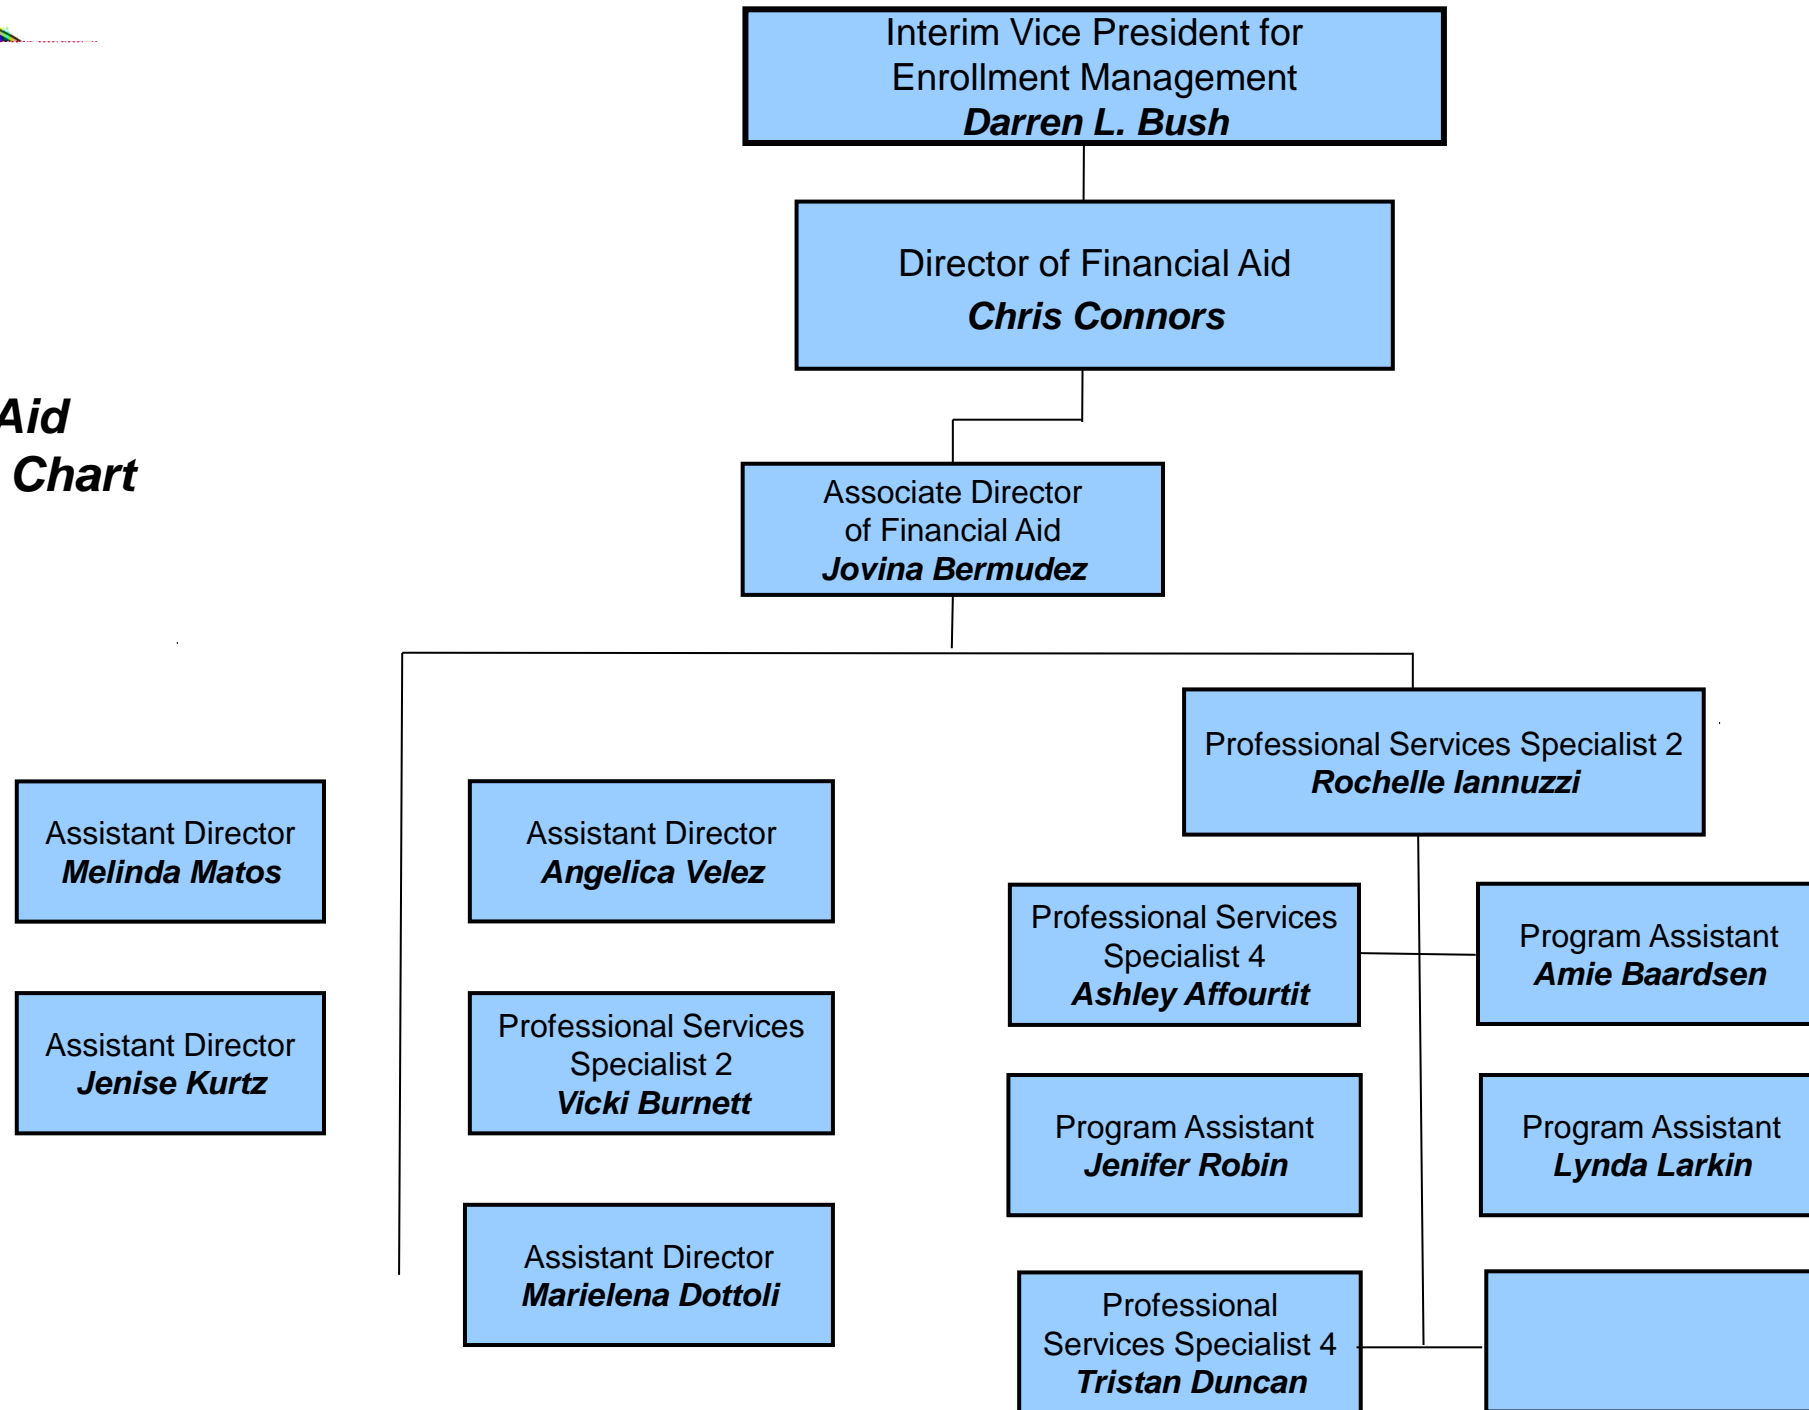 Interim Vice President for
Enrollment Management
Darren L. Bush
Director of Financial Aid
Chris Connors
Aid
Chart
Associate Director
of Financial Aid
Jovina Bermudez
Professional Services Specialist 2
Rochelle Iannuzzi
Assistant Director
Melinda Matos
Assistant Director
Angelica Velez
Professional Services
Specialist 4
Ashley Affourtit
Program Assistant
Amie Baardsen
Assistant Director
Jenise Kurtz
Professional Services
Specialist 2
Vicki Burnett
Program Assistant
Jenifer Robin
Program Assistant
Lynda Larkin
Assistant Director
Marielena Dottoli
Professional
Services Specialist 4
Tristan Duncan